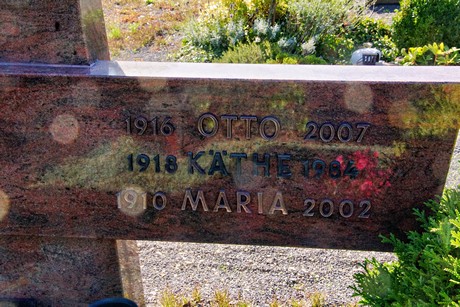 1916 OTTO 2007
1918 KÄTHE 1984
1910 MARIA 2002